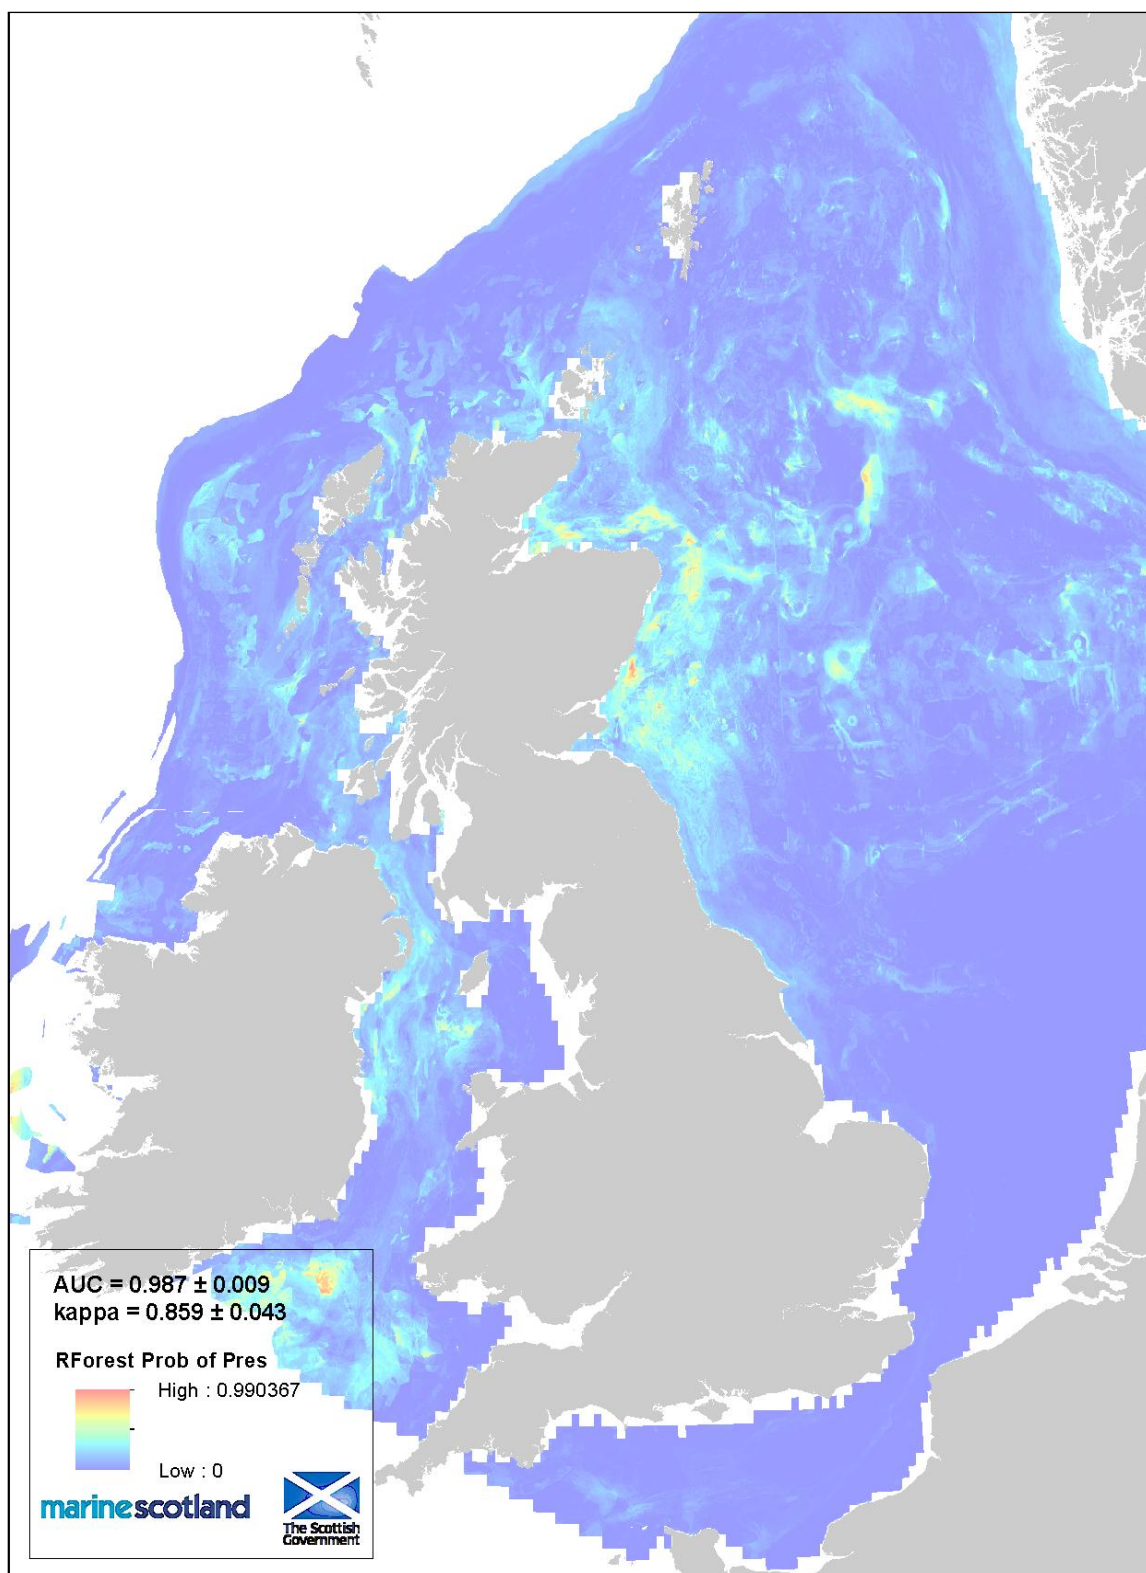 AUC = 0.987 ± 0.009
kappa = 0.859 ± 0.043
RForest Prob of Pres
High : 0.990367
Low : 0
marinescotland
The Scottish
Government